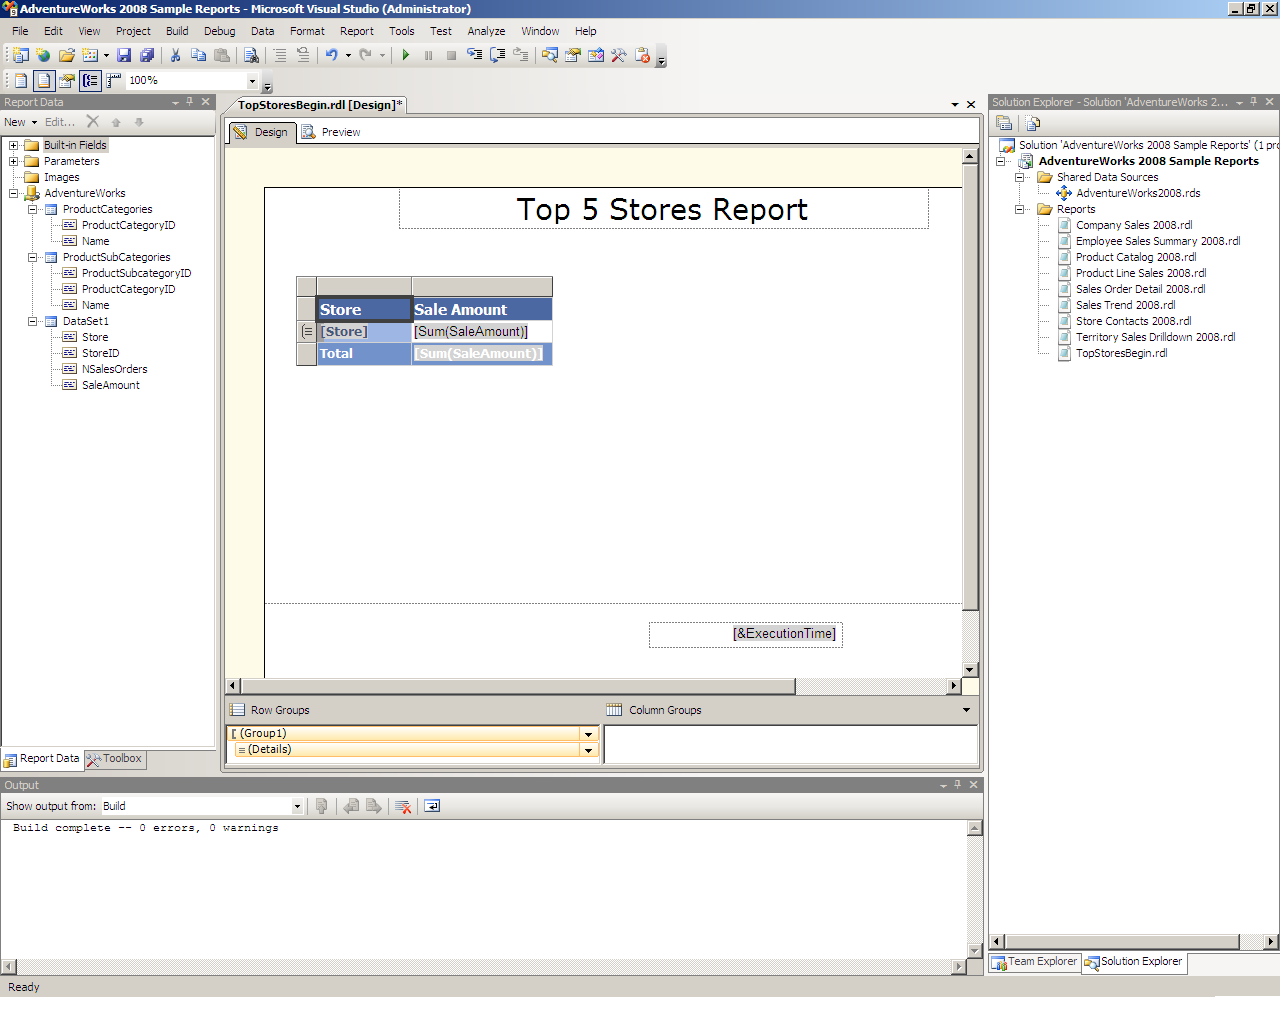 AdventureWorks 2008 Sample Reports - Microsoft Visual Studio (Administrator)
File Edit View Project Build Debug Data Format Report Tools Test Analyze Window Help
100%
Report Data
New Edit...
Built-in Fields
Parameters
Images
AdventureWorks
ProductCategories
ProductCategoryID
Name
ProductSubCategories
ProductSubcategoryID
ProductCategoryID
Name
DataSet1
Store
StoreID
NSalesOrders
SaleAmount
Report Data Toolbox
TopStoresBegin.rdl [Design]*
Design Preview
Top 5 Stores Report
Store Sale Amount
[Store] [Sum(SaleAmount)]
Total [Sum(SaleAmount)]
[&ExecutionTime]
Row Groups Column Groups
(Group1)
(Details)
Solution Explorer - Solution 'AdventureWorks 2...
Solution 'AdventureWorks 2008 Sample Reports' (1 pro
AdventureWorks 2008 Sample Reports
Shared Data Sources
AdventureWorks2008.rds
Reports
Company Sales 2008.rdl
Employee Sales Summary 2008.rdl
Product Catalog 2008.rdl
Product Line Sales 2008.rdl
Sales Order Detail 2008.rdl
Sales Trend 2008.rdl
Store Contacts 2008.rdl
Territory Sales Drilldown 2008.rdl
TopStoresBegin.rdl
Team Explorer Solution Explorer
Output
Show output from: Build
Build complete -- 0 errors, 0 warnings
Ready